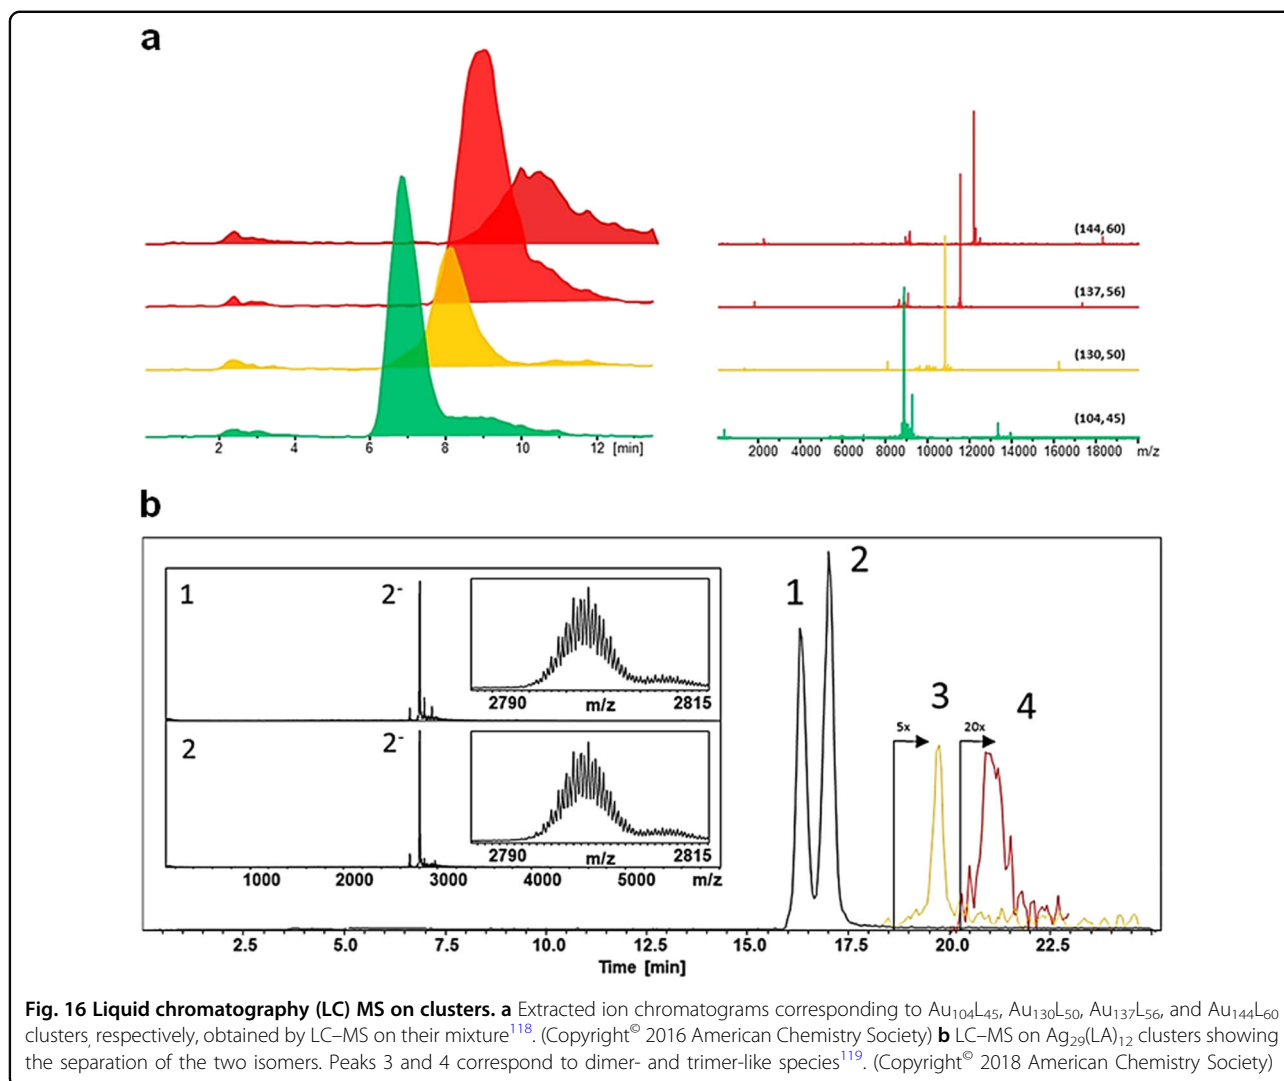 a
(144,60)
(137,56)
(130,50)
(104,45)
2 4 6 8 10 12 [min]
2000 4000 6000 8000 10000 12000 14000 16000 18000 m/z
b
1 2-
2790 m/z 2815
2 2-
2790 m/z 2815
1000 2000 3000 4000 5000 m/z
1 2 3 4
5x 20x
2.5 5.0 7.5 10.0 12.5 15.0 17.5 20.0 22.5
Time [min]
Fig. 16 Liquid chromatography (LC) MS on clusters. a Extracted ion chromatograms corresponding to Au104L45, Au130L50, Au137L56, and Au144L60
clusters, respectively, obtained by LC–MS on their mixture118. (Copyright© 2016 American Chemistry Society) b LC–MS on Ag29(LA)12 clusters showing
the separation of the two isomers. Peaks 3 and 4 correspond to dimer- and trimer-like species119. (Copyright© 2018 American Chemistry Society)